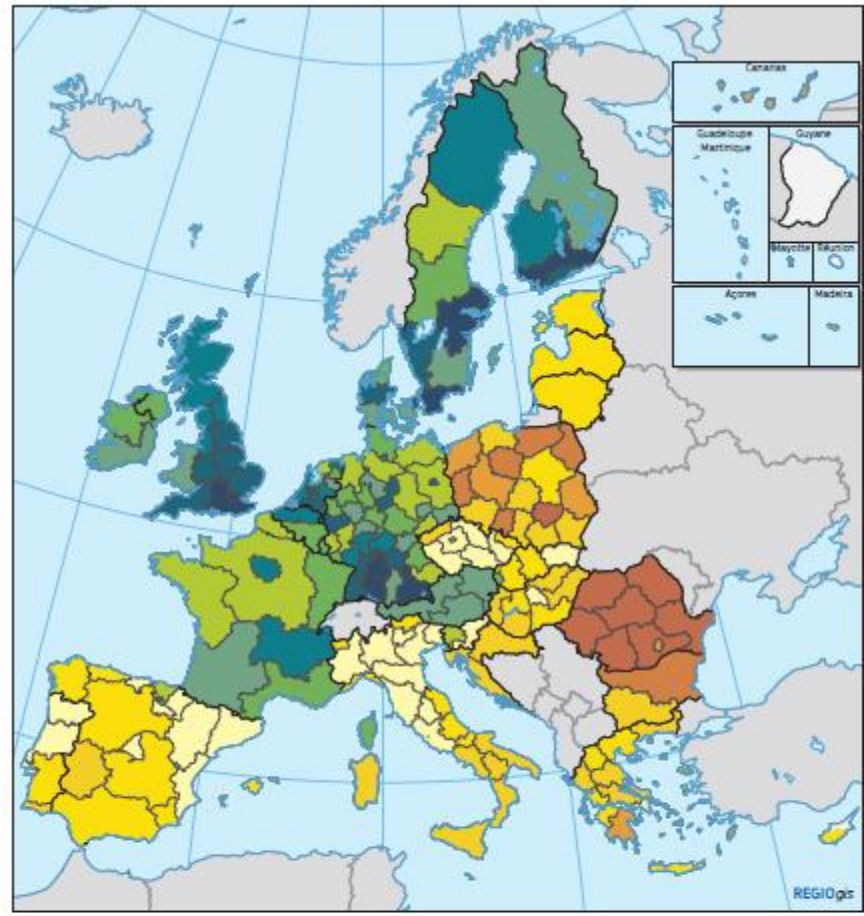 Canarias
Guadeloupe
Martinique
Guyane
Mayotte
Réunion
Açores
Madeira
REGIOgis